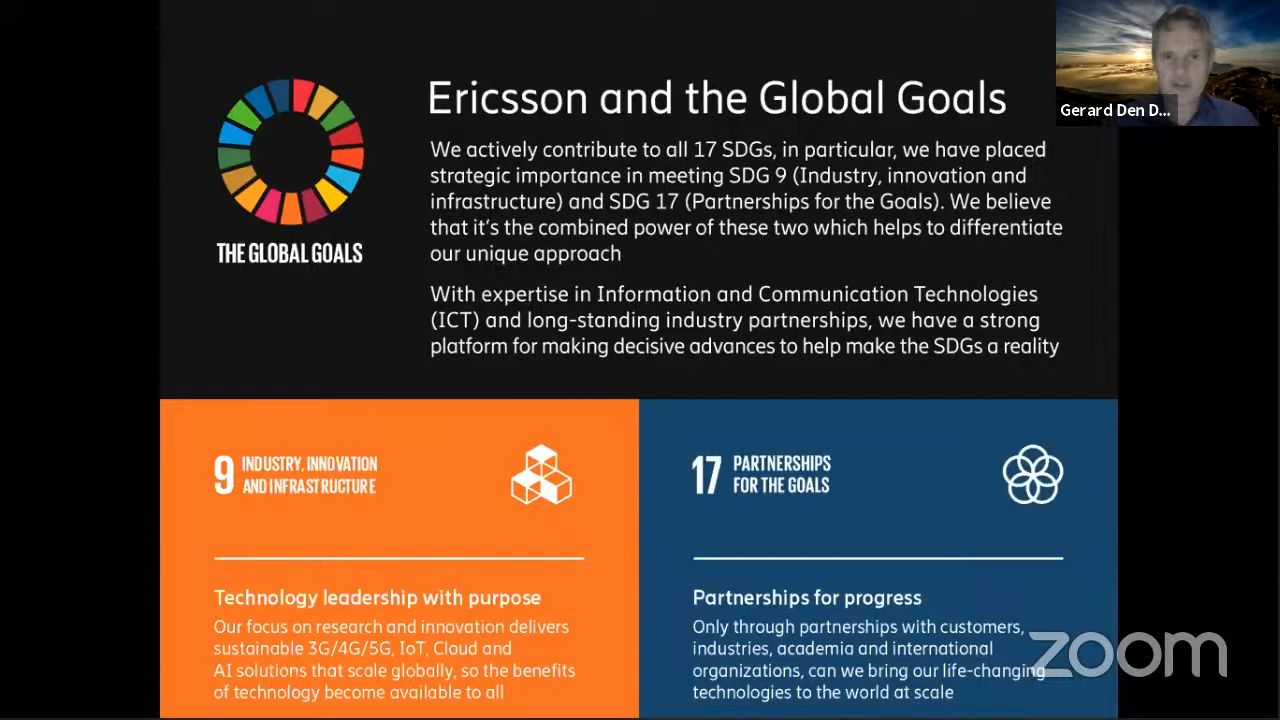 Ericsson and the Global Goals
Gerard Den D...
We actively contribute to all 17 SDGs, in particular, we have placed
strategic importance in meeting SDG 9 (Industry, innovation and
infrastructure) and SDG 17 (Partnerships for the Goals). We believe
that it's the combined power of these two which helps to differentiate
our unique approach
THE GLOBAL GOALS
With expertise in Information and Communication Technologies
(ICT) and long-standing industry partnerships, we have a strong
platform for making decisive advances to help make the SDGs a reality
9 INDUSTRY, INNOVATION
AND INFRASTRUCTURE
Technology leadership with purpose
Our focus on research and innovation delivers
sustainable 3G/4G/5G, IoT, Cloud and
AI solutions that scale globally, so the benefits
of technology become available to all
17 PARTNERSHIPS
FOR THE GOALS
Partnerships for progress
Only through partnerships with customers,
industries, academia and international
organizations, can we bring our life-changing
technologies to the world at scale
zoom